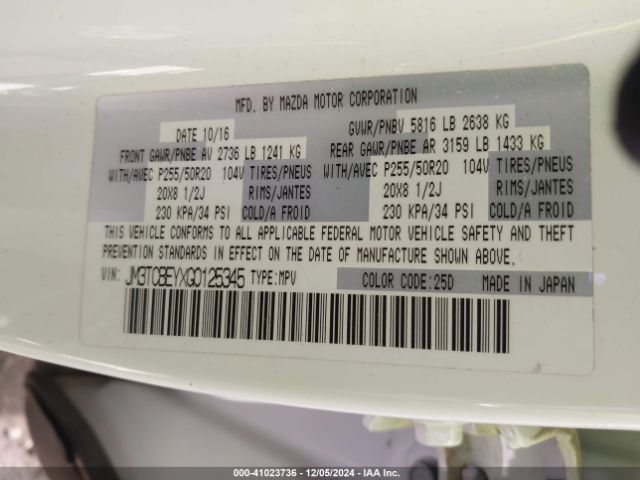 MFD. BY MAZDA MOTOR CORPORATION
DATE 10/16 GVWR/PNBV 5816 LB 2638 KG
FRONT GAWR/PNBE AV 2736 LB 1241 KG REAR GAWR/PNBE AR 3159 LB 1433 KG
WITH/AVEC P255/50R20 104V TIRES/PNEUS WITH/AVEC P255/50R20 104V TIRES/PNEUS
20X8 1/2J RIMS/JANTES 20X8 1/2J RIMS/JANTES
230 KPA/34 PSI COLD/A FROID 230 KPA/34 PSI COLD/A FROID
THIS VEHICLE CONFORMS TO ALL APPLICABLE FEDERAL MOTOR VEHICLE SAFETY AND THEFT
PREVENTION STANDARDS IN EFFECT ON THE DATE OF MANUFACTURE SHOWN ABOVE.
VIN: JM3TCBEYXG0125345 TYPE:MPV COLOR CODE:25D MADE IN JAPAN
000-41023736 - 12/05/2024 - IAA Inc.